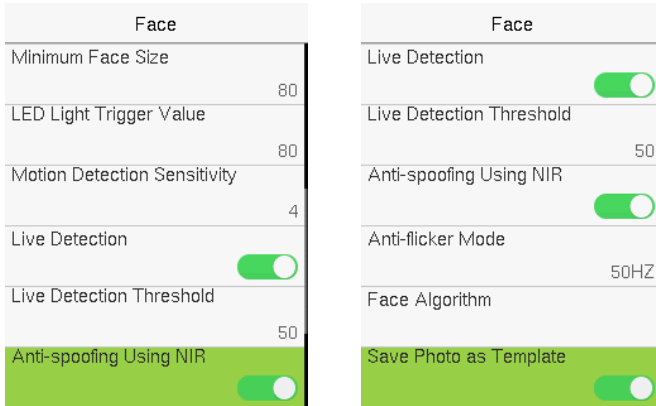 Face
Minimum Face Size
80
LED Light Trigger Value
80
Motion Detection Sensitivity
4
Live Detection
Live Detection Threshold
50
Anti-spoofing Using NIR
Face
Live Detection
Live Detection Threshold
50
Anti-spoofing Using NIR
Anti-flicker Mode
50HZ
Face Algorithm
Save Photo as Template